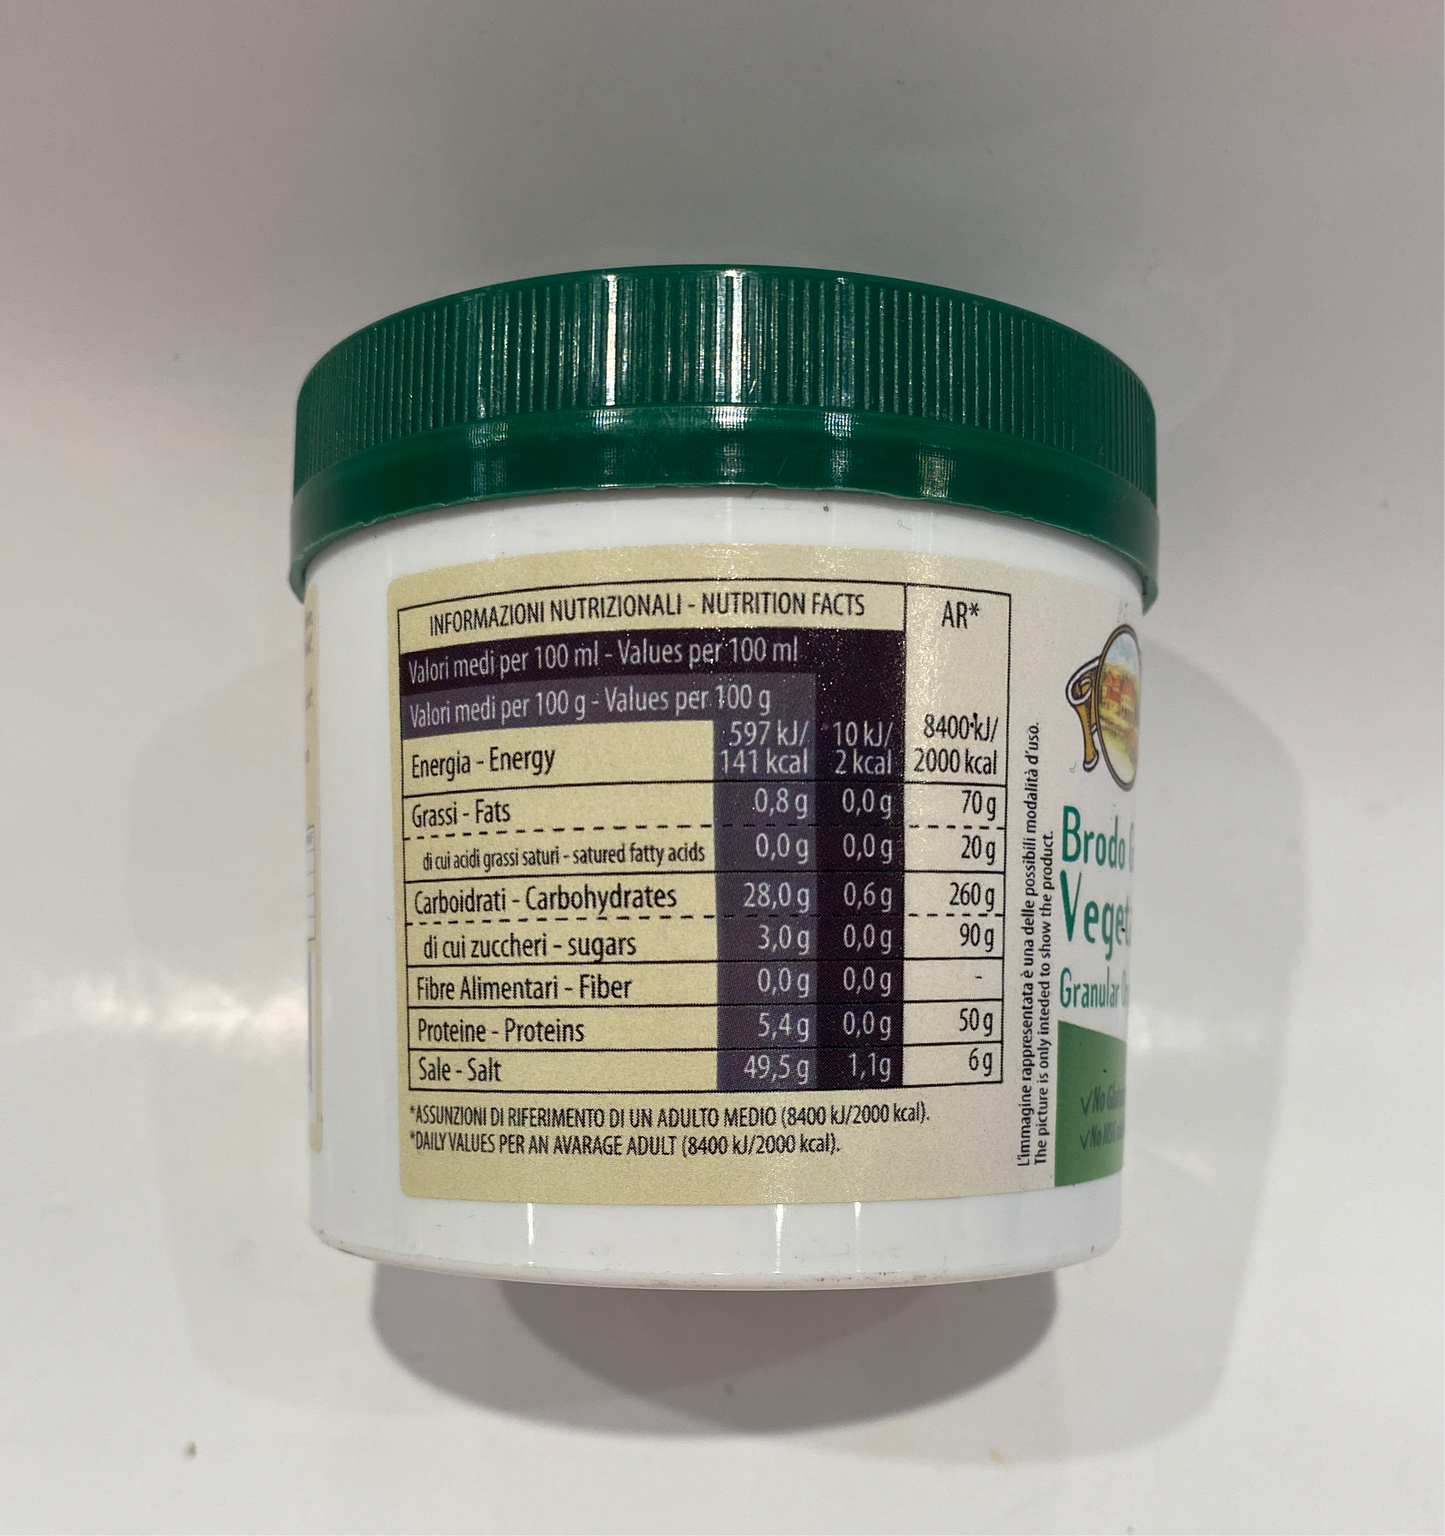 INFORMAZIONI NUTRIZIONALI - NUTRITION FACTS AR*
Valori medi per 100 ml - Values per 100 ml
Valori medi per 100 g - Values per 100 g
Energia - Energy 597 kJ/ 141 kcal 10 kJ/ 2 kcal 8400 kJ/ 2000 kcal
Grassi - Fats 0,8 g 0,0 g 70 g
di cui acidi grassi saturi - satured fatty acids 0,0 g 0,0 g 20 g
Carboidrati - Carbohydrates 28,0 g 0,6 g 260 g
di cui zuccheri - sugars 3,0 g 0,0 g 90 g
Fibre Alimentari - Fiber 0,0 g 0,0 g -
Proteine - Proteins 5,4 g 0,0 g 50 g
Sale - Salt 49,5 g 1,1g 6 g
*ASSUNZIONI DI RIFERIMENTO DI UN ADULTO MEDIO (8400 kJ/2000 kcal).
*DAILY VALUES PER AN AVARAGE ADULT (8400 kJ/2000 kcal).
L'immagine rappresentata è una delle possibili modalità d'uso.
The picture is only inteded to show the product.
Brodo
Granular
✓No
✓No